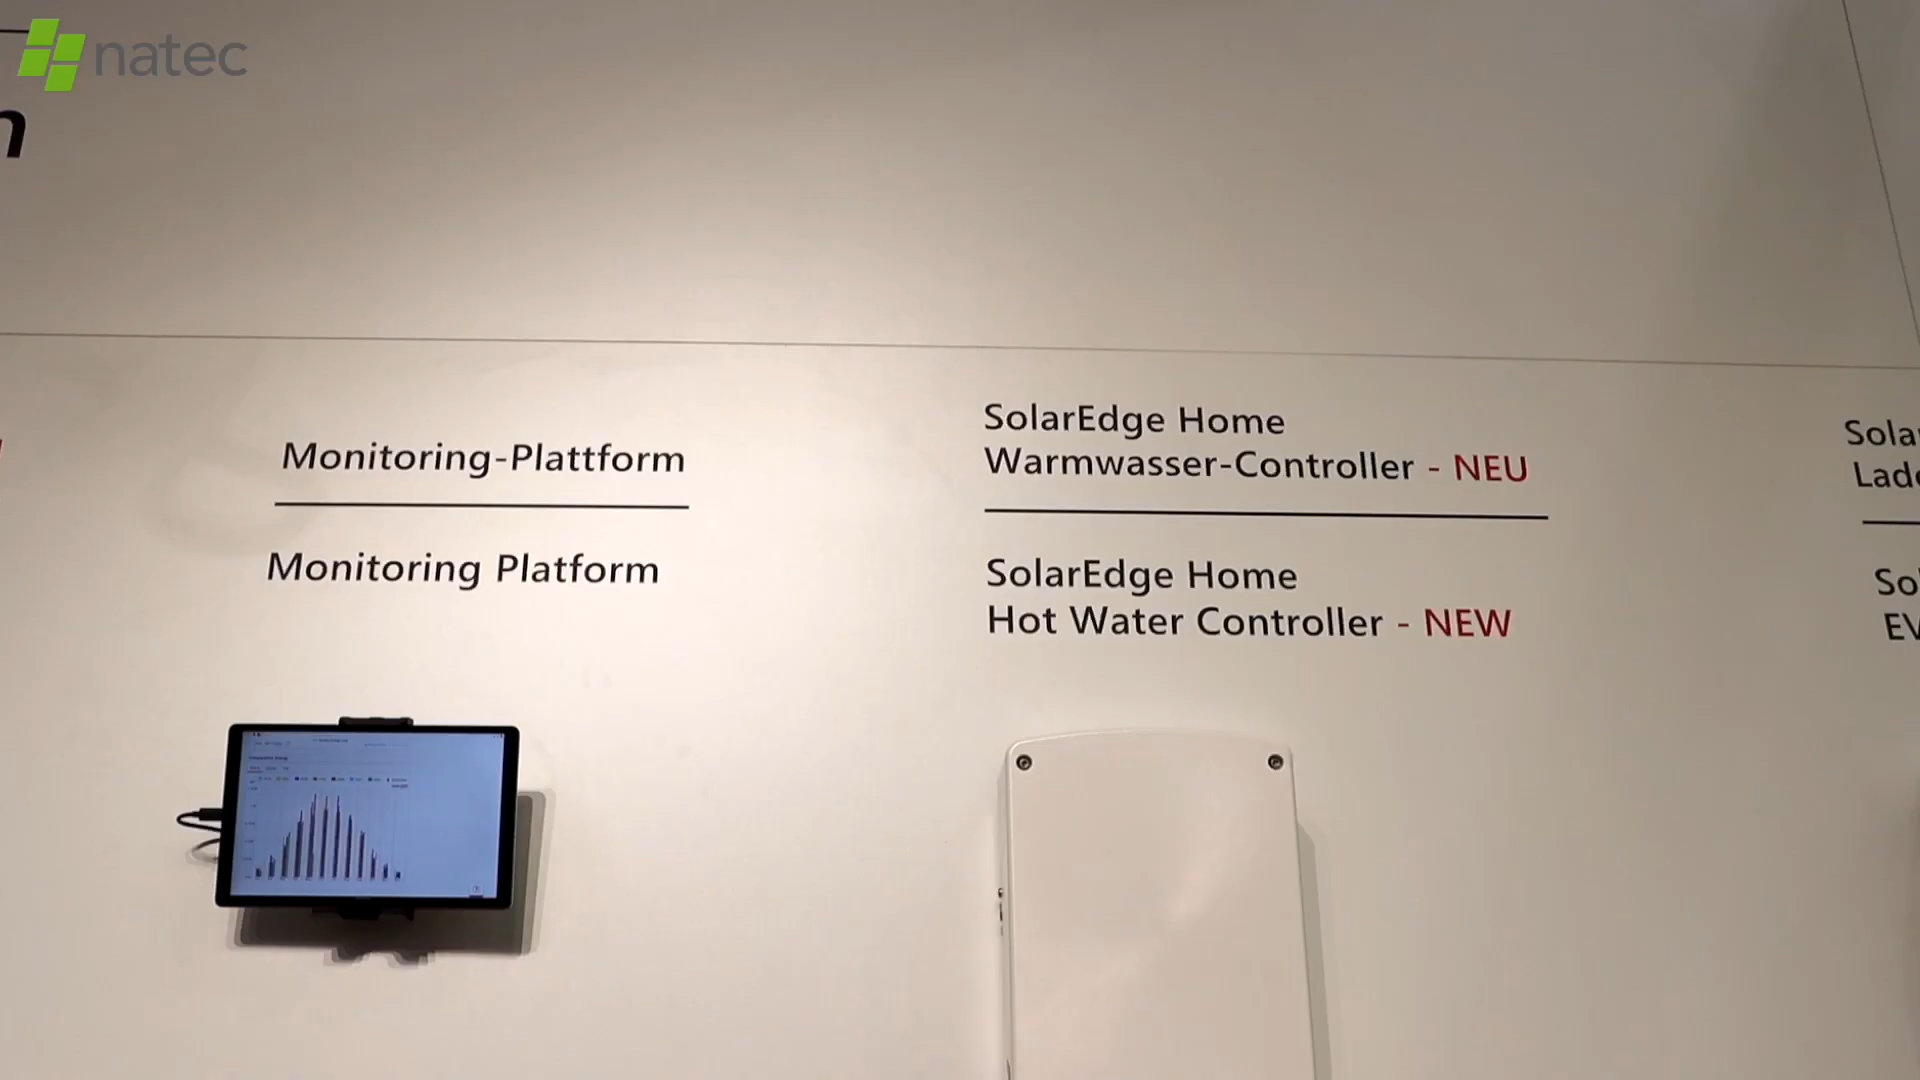 natec
Monitoring-Plattform
Monitoring Platform
SolarEdge Home
Warmwasser-Controller - NEU
SolarEdge Home
Hot Water Controller - NEW